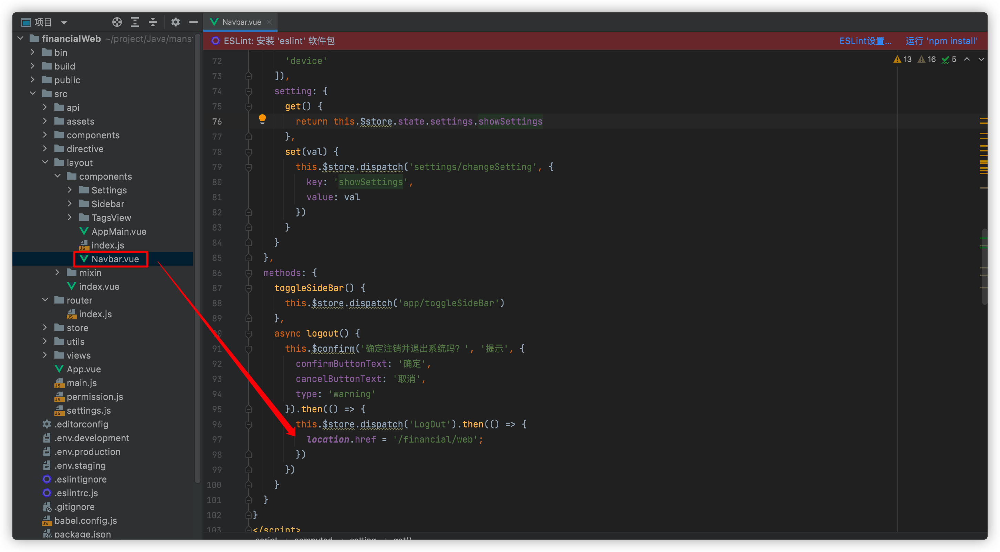 项目
financialWeb ~/project/Java/mans
bin
build
public
src
api
assets
components
directive
layout
components
Settings
Sidebar
TagsView
AppMain.vue
index.js
Navbar.vue
mixin
index.vue
router
index.js
store
utils
views
App.vue
main.js
permission.js
settings.js
.editorconfig
.env.development
.env.production
.env.staging
.eslintignore
.eslintrc.js
.gitignore
babel.config.js
package.json
Navbar.vue
ESLint: 安装 'eslint' 软件包 ESLint设置... 运行 'npm install'
13 16 5
72 'device'
73 ]),
74 setting: {
75 get() {
76 return this.$store.state.settings.showSettings
77 },
78 set(val) {
79 this.$store.dispatch('settings/changeSetting', {
80 key: 'showSettings',
81 value: val
82 })
83 }
84 }
85 },
86 methods: {
87 toggleSideBar() {
88 this.$store.dispatch('app/toggleSideBar')
89 },
90 async logout() {
91 this.$confirm('确定注销并退出系统吗？', '提示', {
92 confirmButtonText: '确定',
93 cancelButtonText: '取消',
94 type: 'warning'
95 }).then(() => {
96 this.$store.dispatch('LogOut').then(() => {
97 location.href = '/financial/web';
98 })
99 })
100 }
101 }
102 }
103 </script>
script computed setting get()